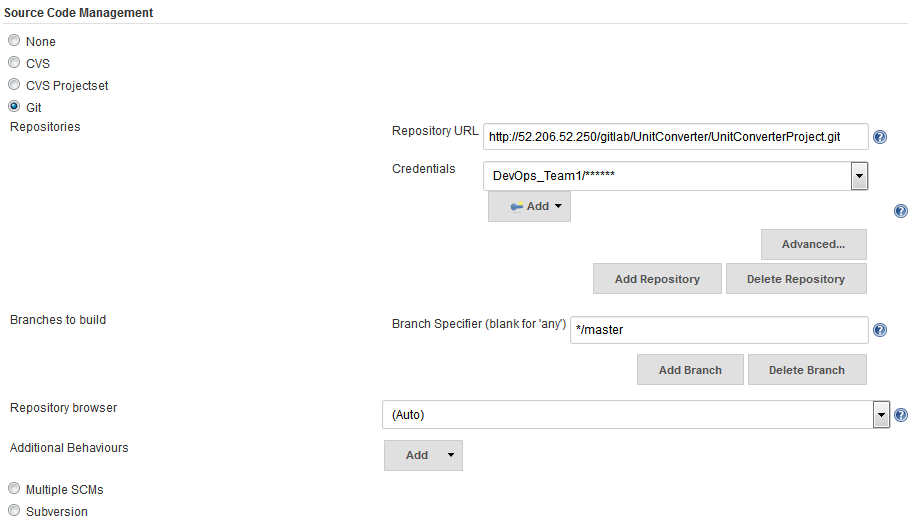 Source Code Management
None
CVS
CVS Projectset
Git
Repositories
Repository URL http://52.206.52.250/gitlab/UnitConverter/UnitConverterProject.git
Credentials DevOps_Team1/******
Add
Advanced...
Add Repository Delete Repository
Branches to build Branch Specifier (blank for 'any') */master
Add Branch Delete Branch
Repository browser (Auto)
Additional Behaviours Add
Multiple SCMs
Subversion